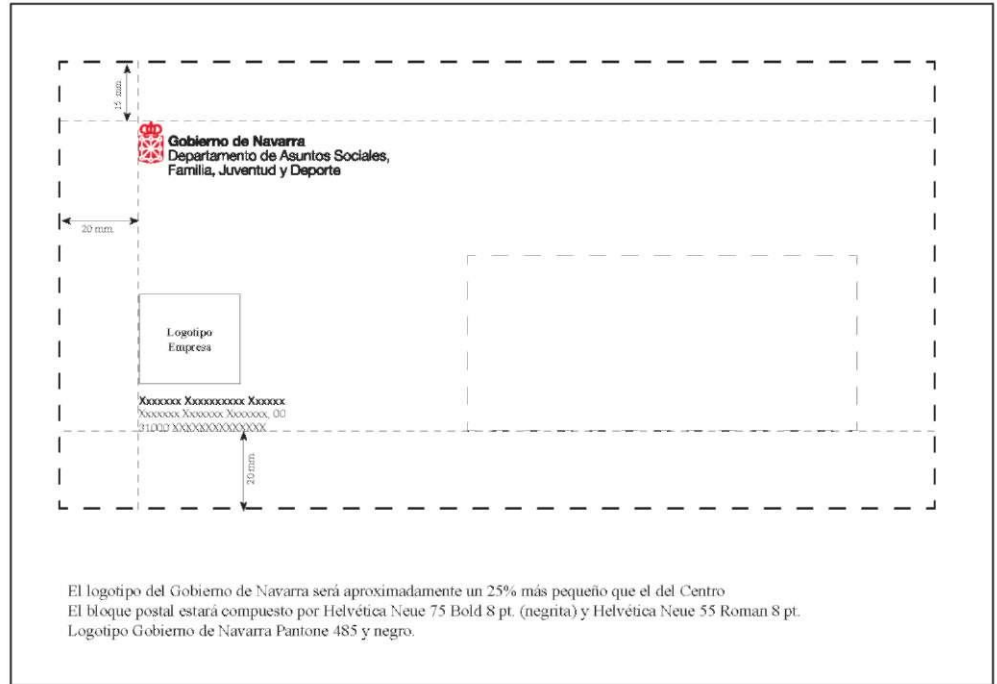 15 mm.
Gobierno de Navarra
Departamento de Asuntos Sociales,
Familia, Juventud y Deporte
20 mm.
Logotipo
Empresa
Xxxxxxx Xxxxxxxxxx Xxxxxx
Xxxxxxx Xxxxxxx Xxxxxxx, 00
31000 XXXXXXXXXXXXXX
20 mm.
El logotipo del Gobierno de Navarra será aproximadamente un 25% más pequeño que el del Centro
El bloque postal estará compuesto por Helvética Neue 75 Bold 8 pt. (negrita) y Helvética Neue 55 Roman 8 pt.
Logotipo Gobierno de Navarra Pantone 485 y negro.